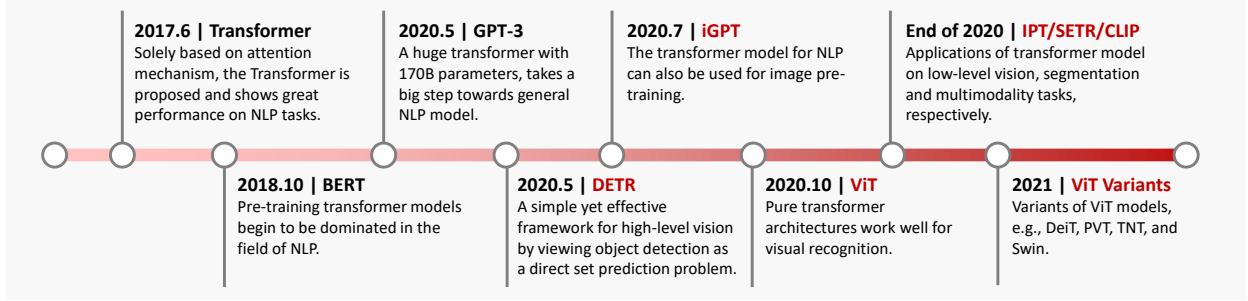 2017.6 | Transformer
Solely based on attention
mechanism, the Transformer is
proposed and shows great
performance on NLP tasks.
2020.5 | GPT-3
A huge transformer with
170B parameters, takes a
big step towards general
NLP model.
2020.7 | iGPT
The transformer model for NLP
can also be used for image pre-
training.
End of 2020 | IPT/SETR/CLIP
Applications of transformer model
on low-level vision, segmentation
and multimodality tasks,
respectively.
2018.10 | BERT
Pre-training transformer models
begin to be dominated in the
field of NLP.
2020.5 | DETR
A simple yet effective
framework for high-level vision
by viewing object detection as
a direct set prediction problem.
2020.10 | ViT
Pure transformer
architectures work well for
visual recognition.
2021 | ViT Variants
Variants of ViT models,
e.g., DeiT, PVT, TNT, and
Swin.